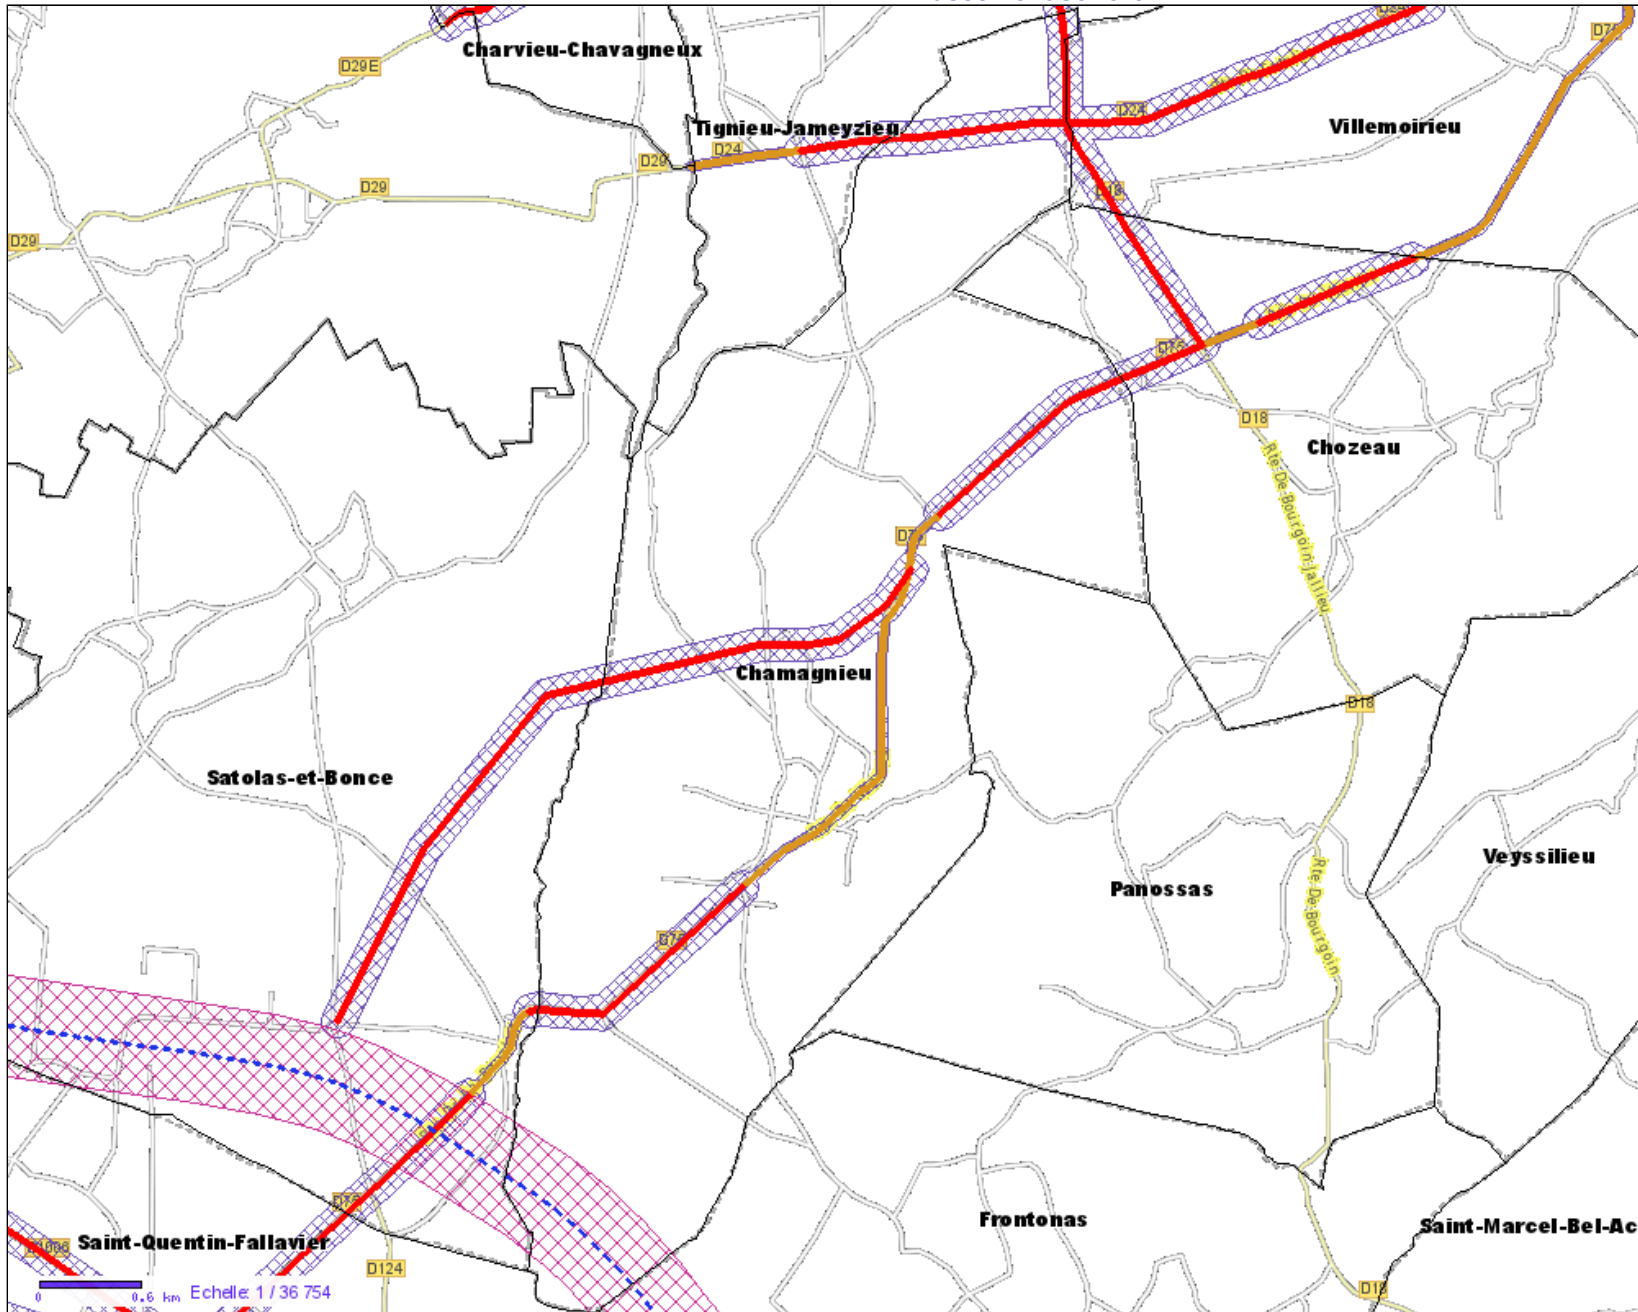 Charvieu-Chavagneux
D29E
D24
Tignieu-Jameyzieu
Villemoirieu
D24
D29
D29
D18
D29
D75
D18
Chozeau
Rte De Bourgoin-Jallieu
Chamagnieu
D18
Satolas-et-Bonce
Veyssilieu
Panossas
Rte De Bourgoin
D75
D75
Frontonas
Saint-Marcel-Bel-Ac
Saint-Quentin-Fallavier
D124
D18
0 0.6 km Echelle: 1 / 36 754